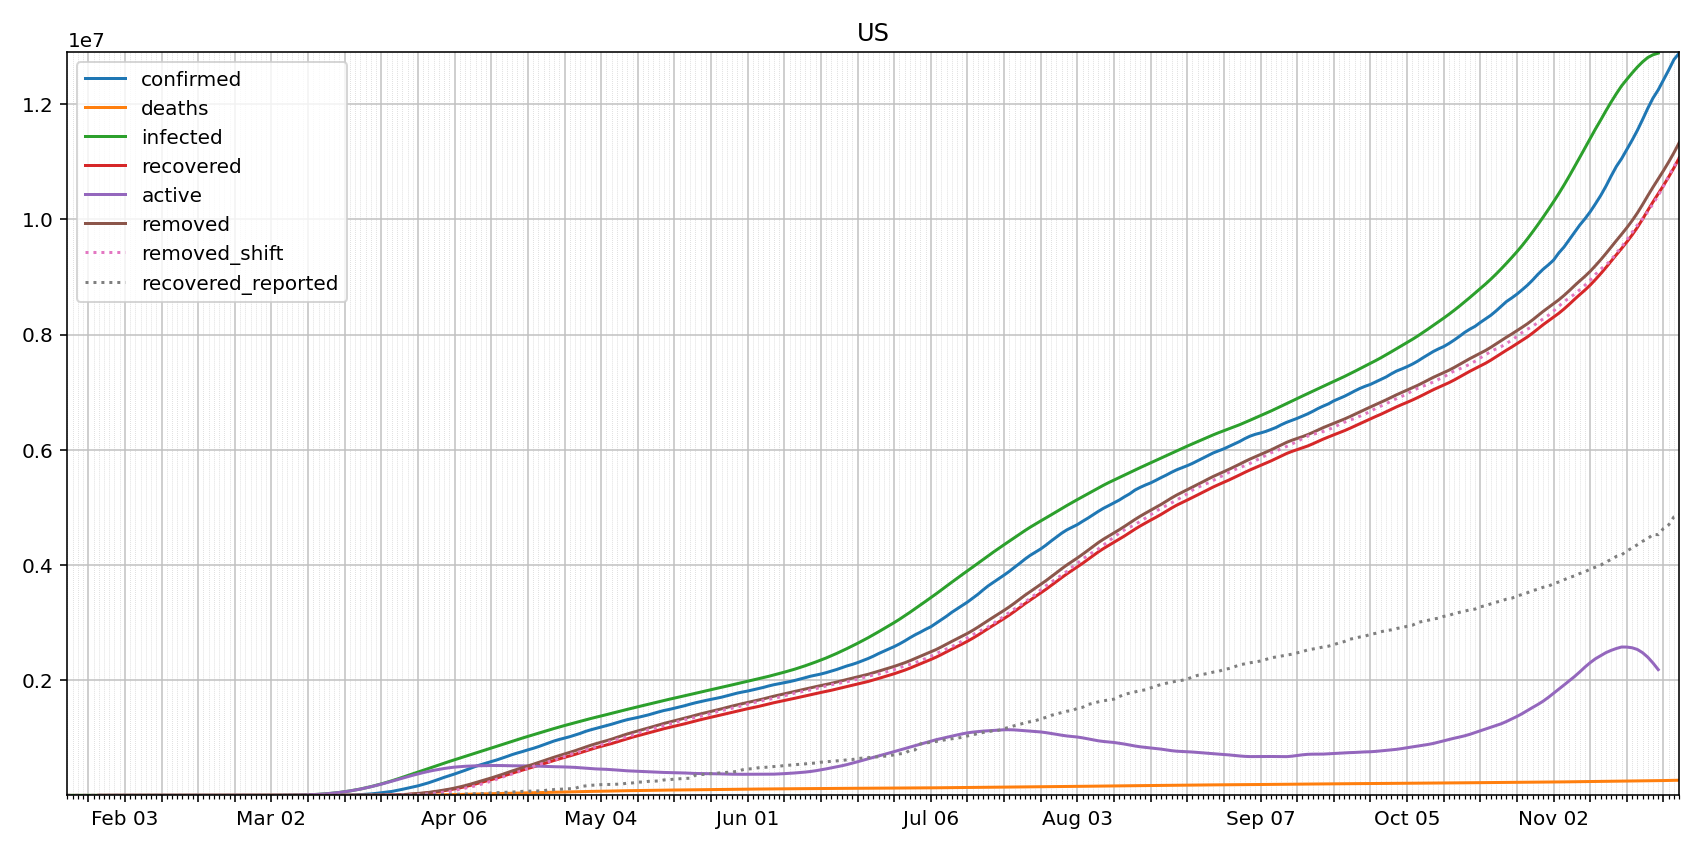 US
1e7
confirmed
deaths
infected
recovered
active
removed
removed_shift
recovered_reported
1.2
1.0
0.8
0.6
0.4
0.2
Feb 03 Mar 02 Apr 06 May 04 Jun 01 Jul 06 Aug 03 Sep 07 Oct 05 Nov 02